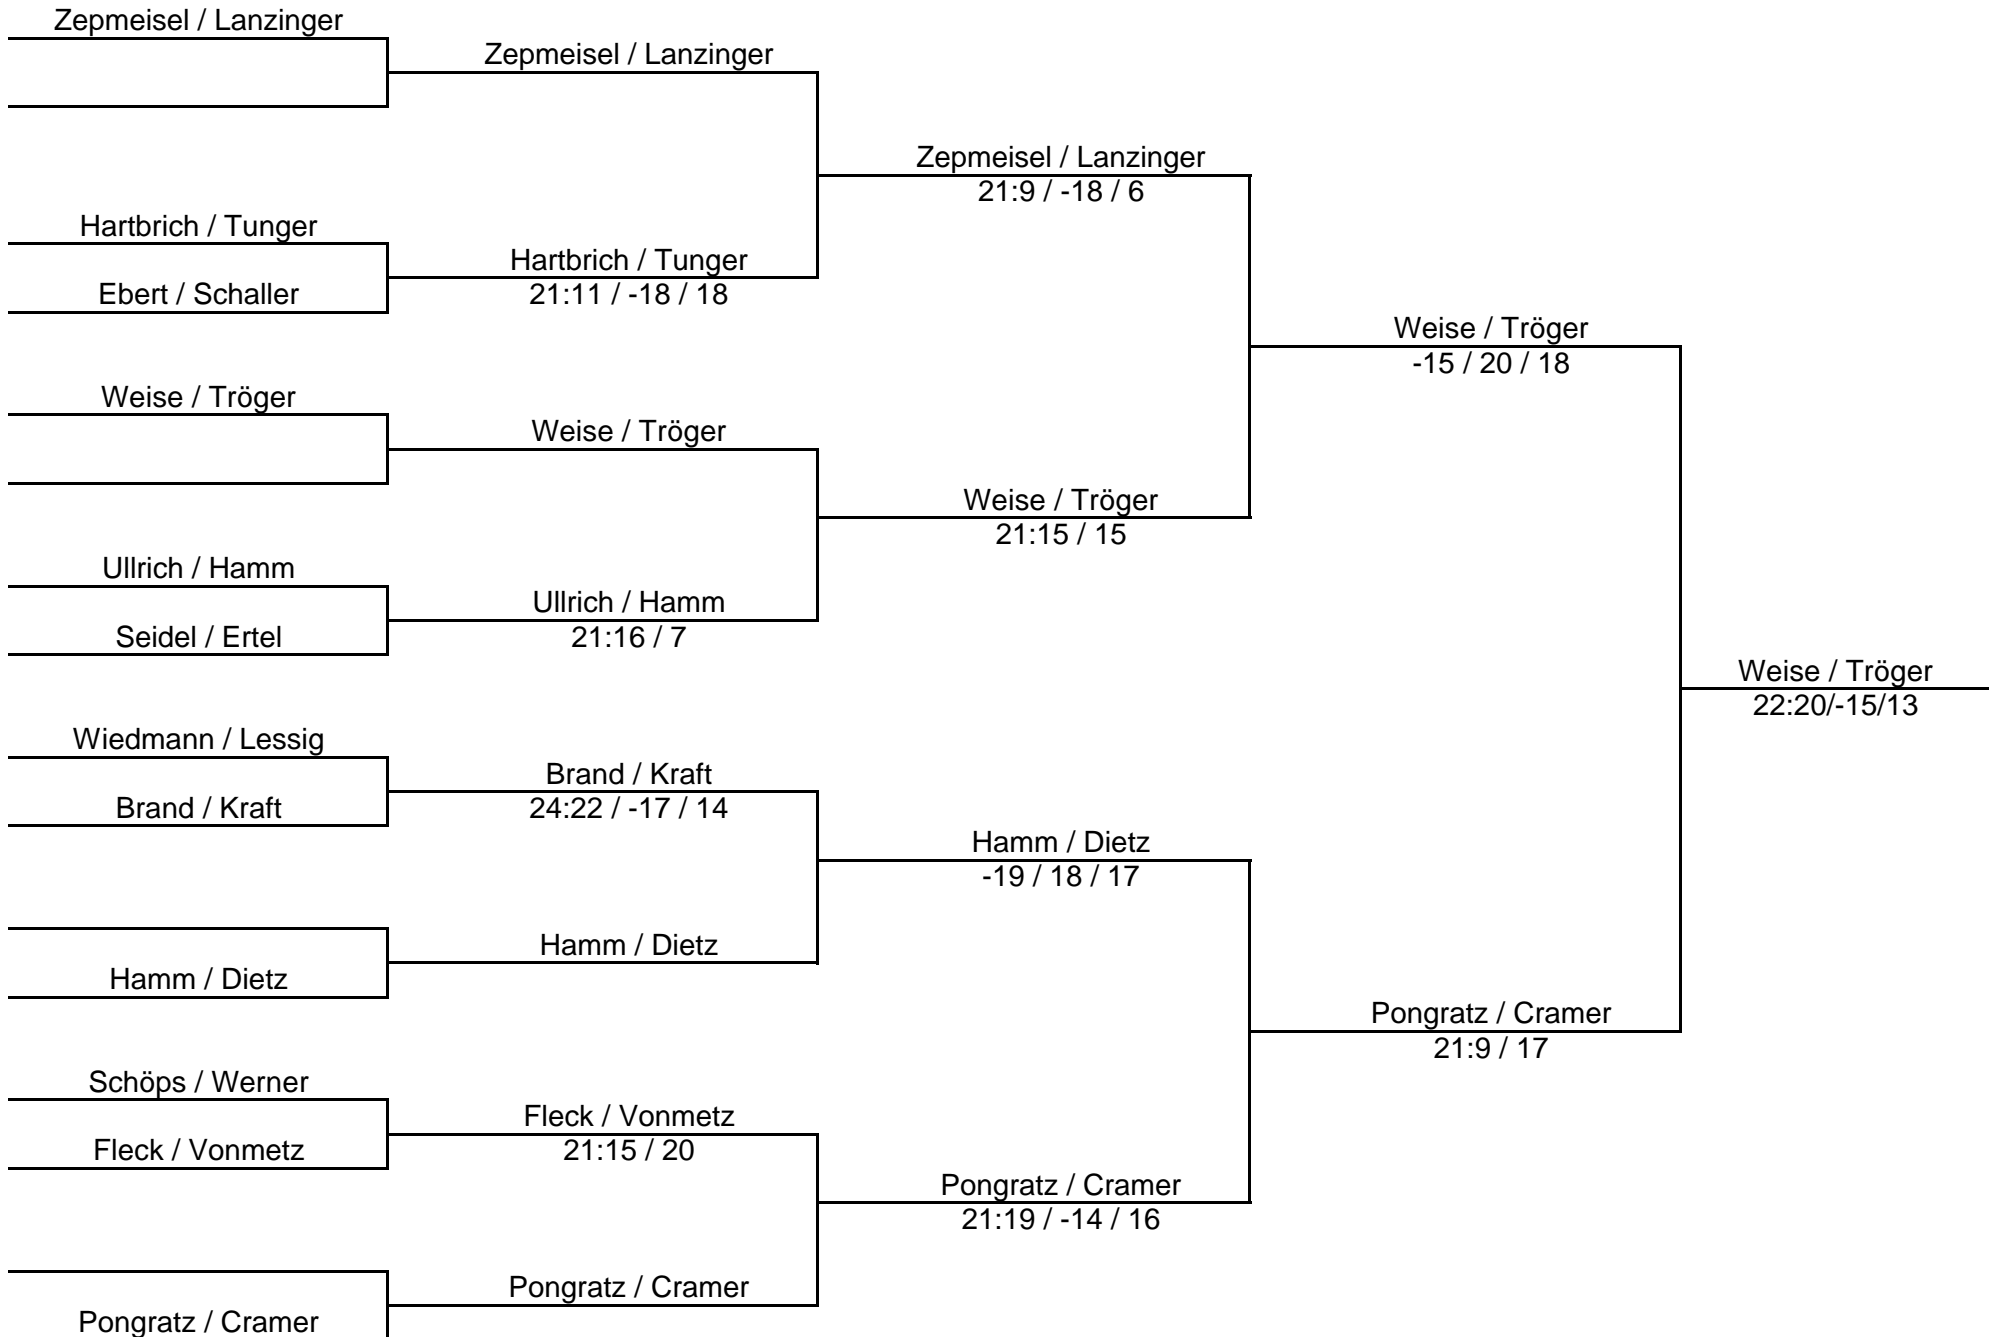 Zepmeisel / Lanzinger
Zepmeisel / Lanzinger
Zepmeisel / Lanzinger
21:9 / -18 / 6
Hartbrich / Tunger
Hartbrich / Tunger
21:11 / -18 / 18
Ebert / Schaller
Weise / Tröger
-15 / 20 / 18
Weise / Tröger
Weise / Tröger
Weise / Tröger
21:15 / 15
Ullrich / Hamm
Ullrich / Hamm
21:16 / 7
Seidel / Ertel
Weise / Tröger
22:20/-15/13
Wiedmann / Lessig
Brand / Kraft
24:22 / -17 / 14
Brand / Kraft
Hamm / Dietz
-19 / 18 / 17
Hamm / Dietz
Hamm / Dietz
Pongratz / Cramer
21:9 / 17
Schöps / Werner
Fleck / Vonmetz
21:15 / 20
Fleck / Vonmetz
Pongratz / Cramer
21:19 / -14 / 16
Pongratz / Cramer
Pongratz / Cramer